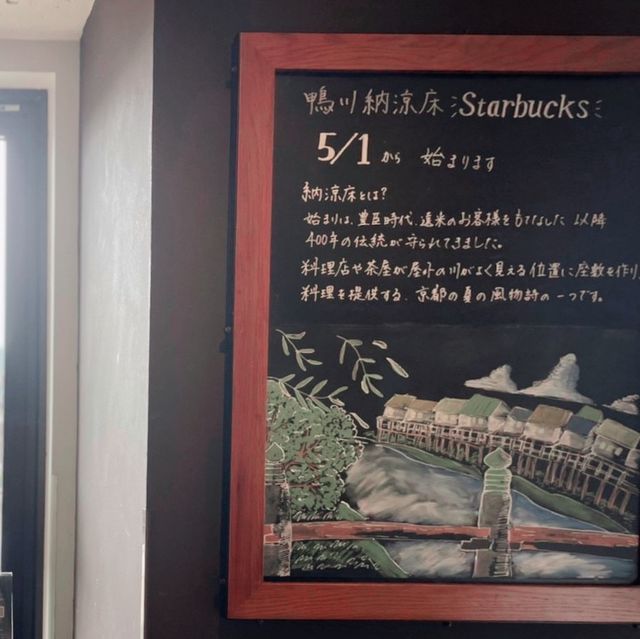 鴨川納涼床 Starbucks
5/1 から 始まります
納涼床とは?
始まりは、豊臣時代、遠来のお客様をもてなした 以降
400年の伝統が守られてきました。
料理店や茶屋が屋外の川がよく見える位置に座敷を作り、
料理を提供する、京都の夏の風物詩の一つです。